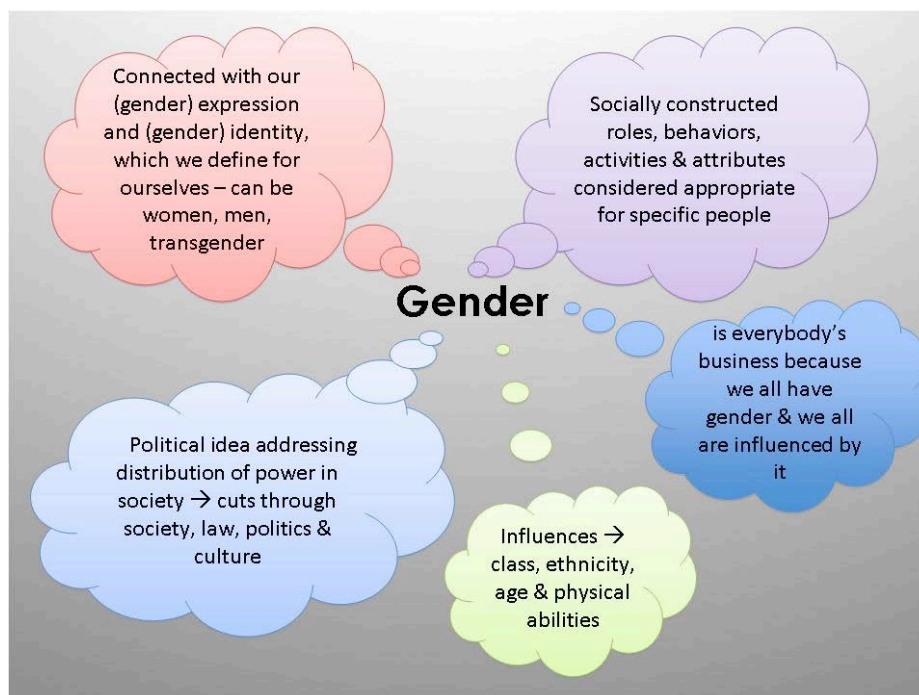 Connected with our
(gender) expression
and (gender) identity,
which we define for
ourselves – can be
women, men,
transgender
Socially constructed
roles, behaviors,
activities & attributes
considered appropriate
for specific people
Gender
is everybody's
business because
we all have
gender & we all
are influenced by
it
Political idea addressing
distribution of power in
society → cuts through
society, law, politics &
culture
Influences →
class, ethnicity,
age & physical
abilities